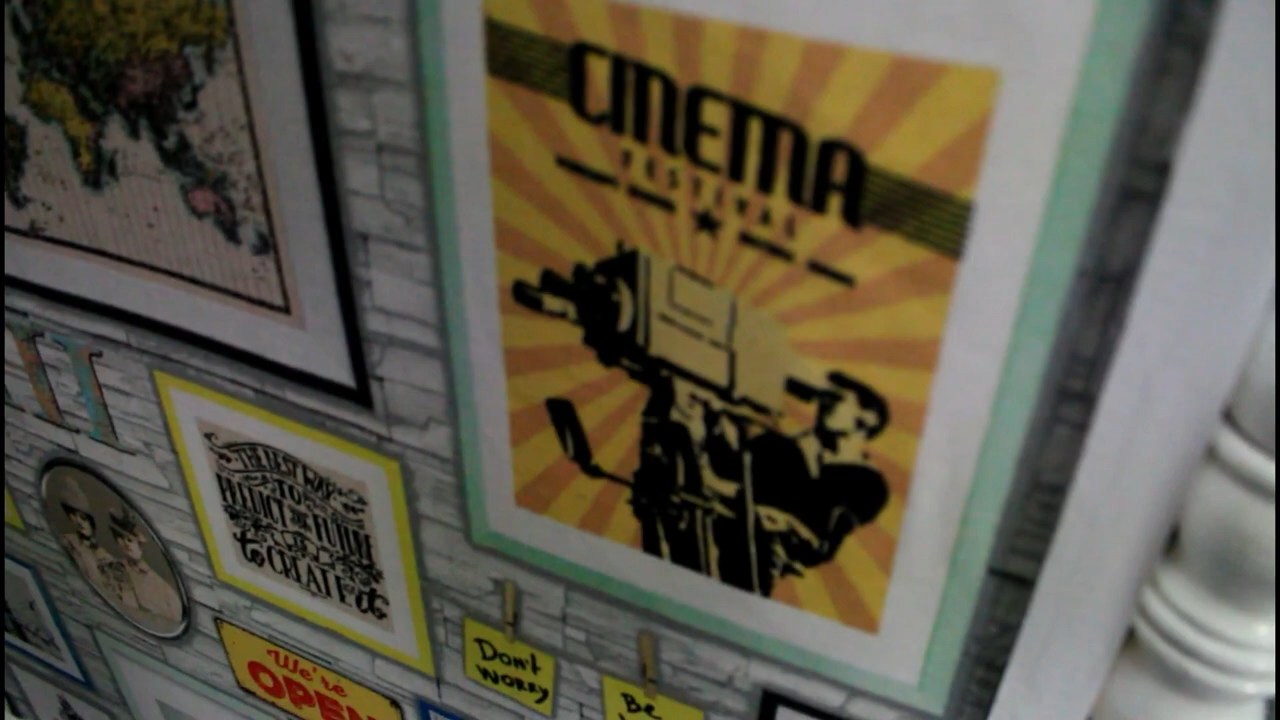 CINEMA
FESTIVAL
THE BEST WAY
TO
PREDICT THE FUTURE
IS
to CREATE it
We're
OPEN
Don't
WORRY
Be